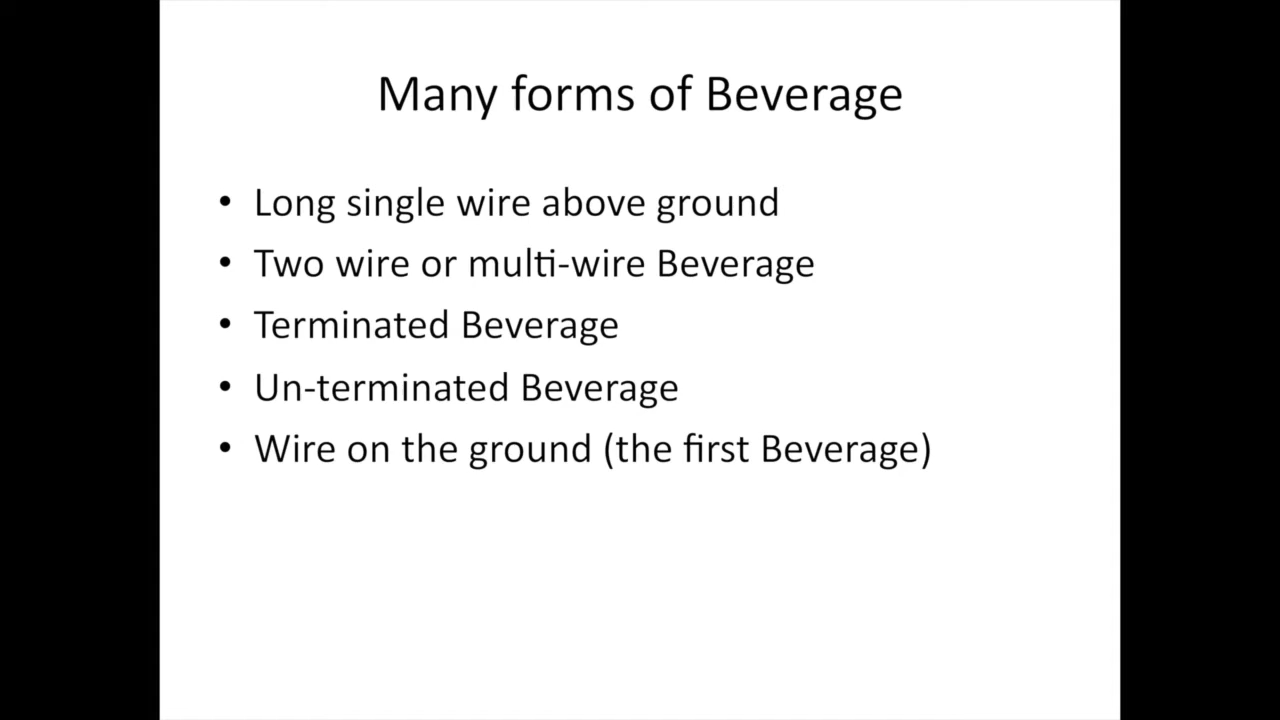 Many forms of Beverage
• Long single wire above ground
• Two wire or multi-wire Beverage
• Terminated Beverage
• Un-terminated Beverage
• Wire on the ground (the first Beverage)